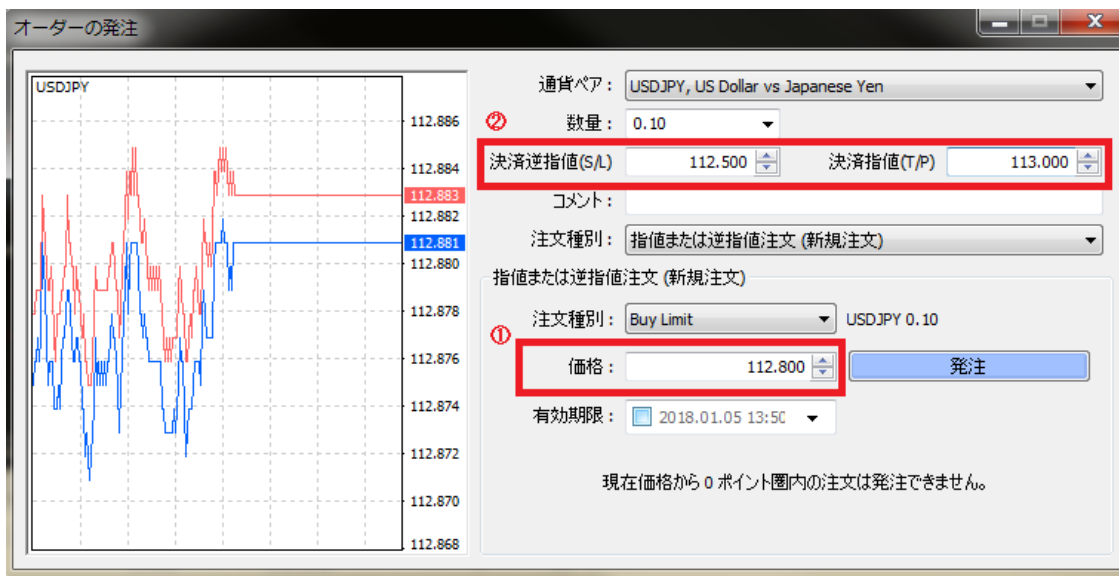 オーダーの発注
USDJPY
112.886
112.884
112.883
112.882
112.881
112.880
112.878
112.876
112.874
112.872
112.870
112.868
通貨ペア: USDJPY, US Dollar vs Japanese Yen
② 数量: 0.10
決済逆指値(S/L) 112.500 決済指値(T/P) 113.000
コメント:
注文種別: 指値または逆指値注文 (新規注文)
指値または逆指値注文 (新規注文)
注文種別: Buy Limit USDJPY 0.10
①
価格: 112.800 発注
有効期限: 2018.01.05 13:50
現在価格から 0 ポイント圏内の注文は発注できません。